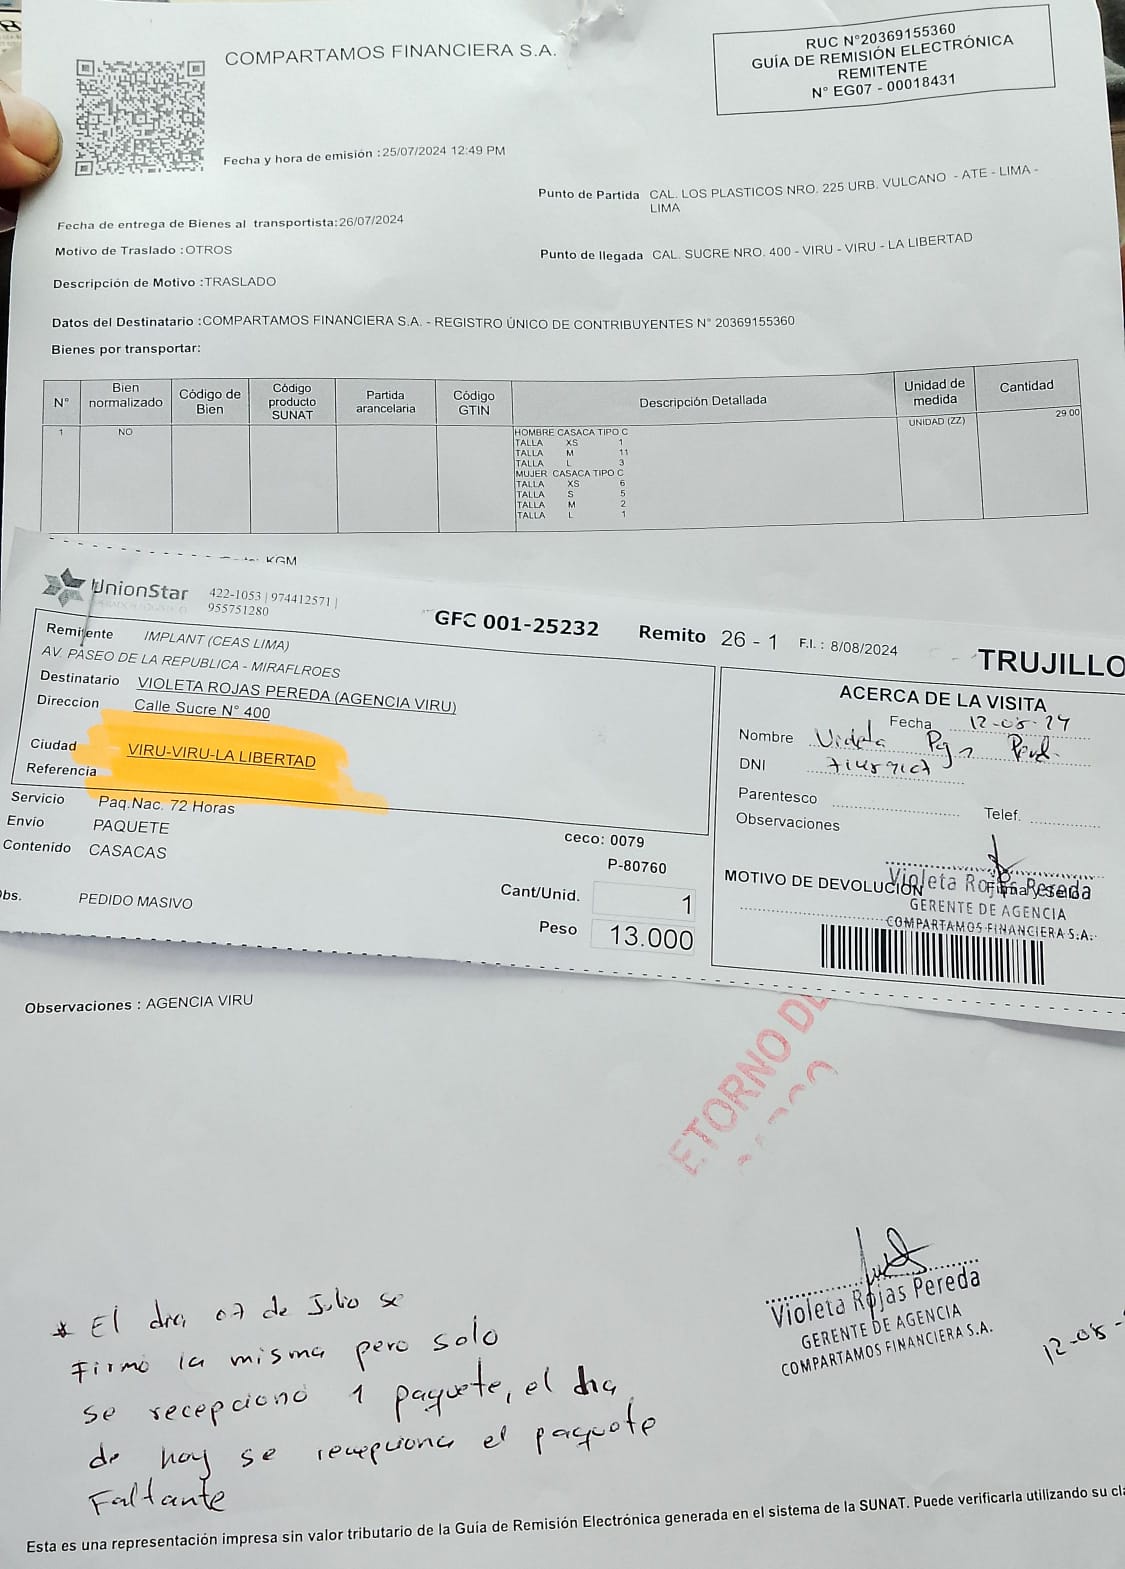 COMPARTAMOS FINANCIERA S.A.
RUC N°20369155360
GUÍA DE REMISIÓN ELECTRÓNICA
REMITENTE
N° EG07 - 00018431
Fecha y hora de emisión :25/07/2024 12:49 PM
Punto de Partida CAL. LOS PLASTICOS NRO. 225 URB. VULCANO - ATE - LIMA -
LIMA
Fecha de entrega de Bienes al transportista:26/07/2024
Motivo de Traslado :OTROS
Punto de llegada CAL. SUCRE NRO. 400 - VIRU - VIRU - LA LIBERTAD
Descripción de Motivo :TRASLADO
Datos del Destinatario :COMPARTAMOS FINANCIERA S.A. - REGISTRO ÚNICO DE CONTRIBUYENTES N° 20369155360
Bienes por transportar:
N° Bien normalizado Código de Bien Código producto SUNAT Partida arancelaria Código GTIN Descripción Detallada Unidad de medida Cantidad
1 NO HOMBRE CASACA TIPO C UNIDAD (ZZ) 29.00
TALLA XS 1
TALLA M 11
TALLA L 3
MUJER CASACA TIPO C
TALLA XS 6
TALLA S 5
TALLA M 2
TALLA L 1
KGM
UnionStar 422-1053 | 974412571 |
955751280
GFC 001-25232 Remito 26 - 1 F.I. : 8/08/2024 TRUJILLO
Remitente IMPLANT (CEAS LIMA)
AV. PASEO DE LA REPUBLICA - MIRAFLROES
Destinatario VIOLETA ROJAS PEREDA (AGENCIA VIRU)
Direccion Calle Sucre N° 400
Ciudad VIRU-VIRU-LA LIBERTAD
Referencia
Servicio Paq.Nac. 72 Horas
Envío PAQUETE
Contenido CASACAS
Obs. PEDIDO MASIVO
ceco: 0079
P-80760
Cant/Unid. 1
Peso 13.000
ACERCA DE LA VISITA
Fecha 12-08-24
Nombre Violeta
DNI
Parentesco Telef.
Observaciones
MOTIVO DE DEVOLUCIÓN Firma y Sello
Violeta Rojas Pereda
GERENTE DE AGENCIA
COMPARTAMOS FINANCIERA S.A.
Observaciones : AGENCIA VIRU
ETORNO DE
Violeta Rojas Pereda
GERENTE DE AGENCIA
COMPARTAMOS FINANCIERA S.A.
12-08-
* El dia 07 de Julio se
Firmo la misma pero solo
se recepciono 1 paquete, el dia
de hoy se recepciona el paquete
Faltante
Esta es una representación impresa sin valor tributario de la Guía de Remisión Electrónica generada en el sistema de la SUNAT. Puede verificarla utilizando su cla